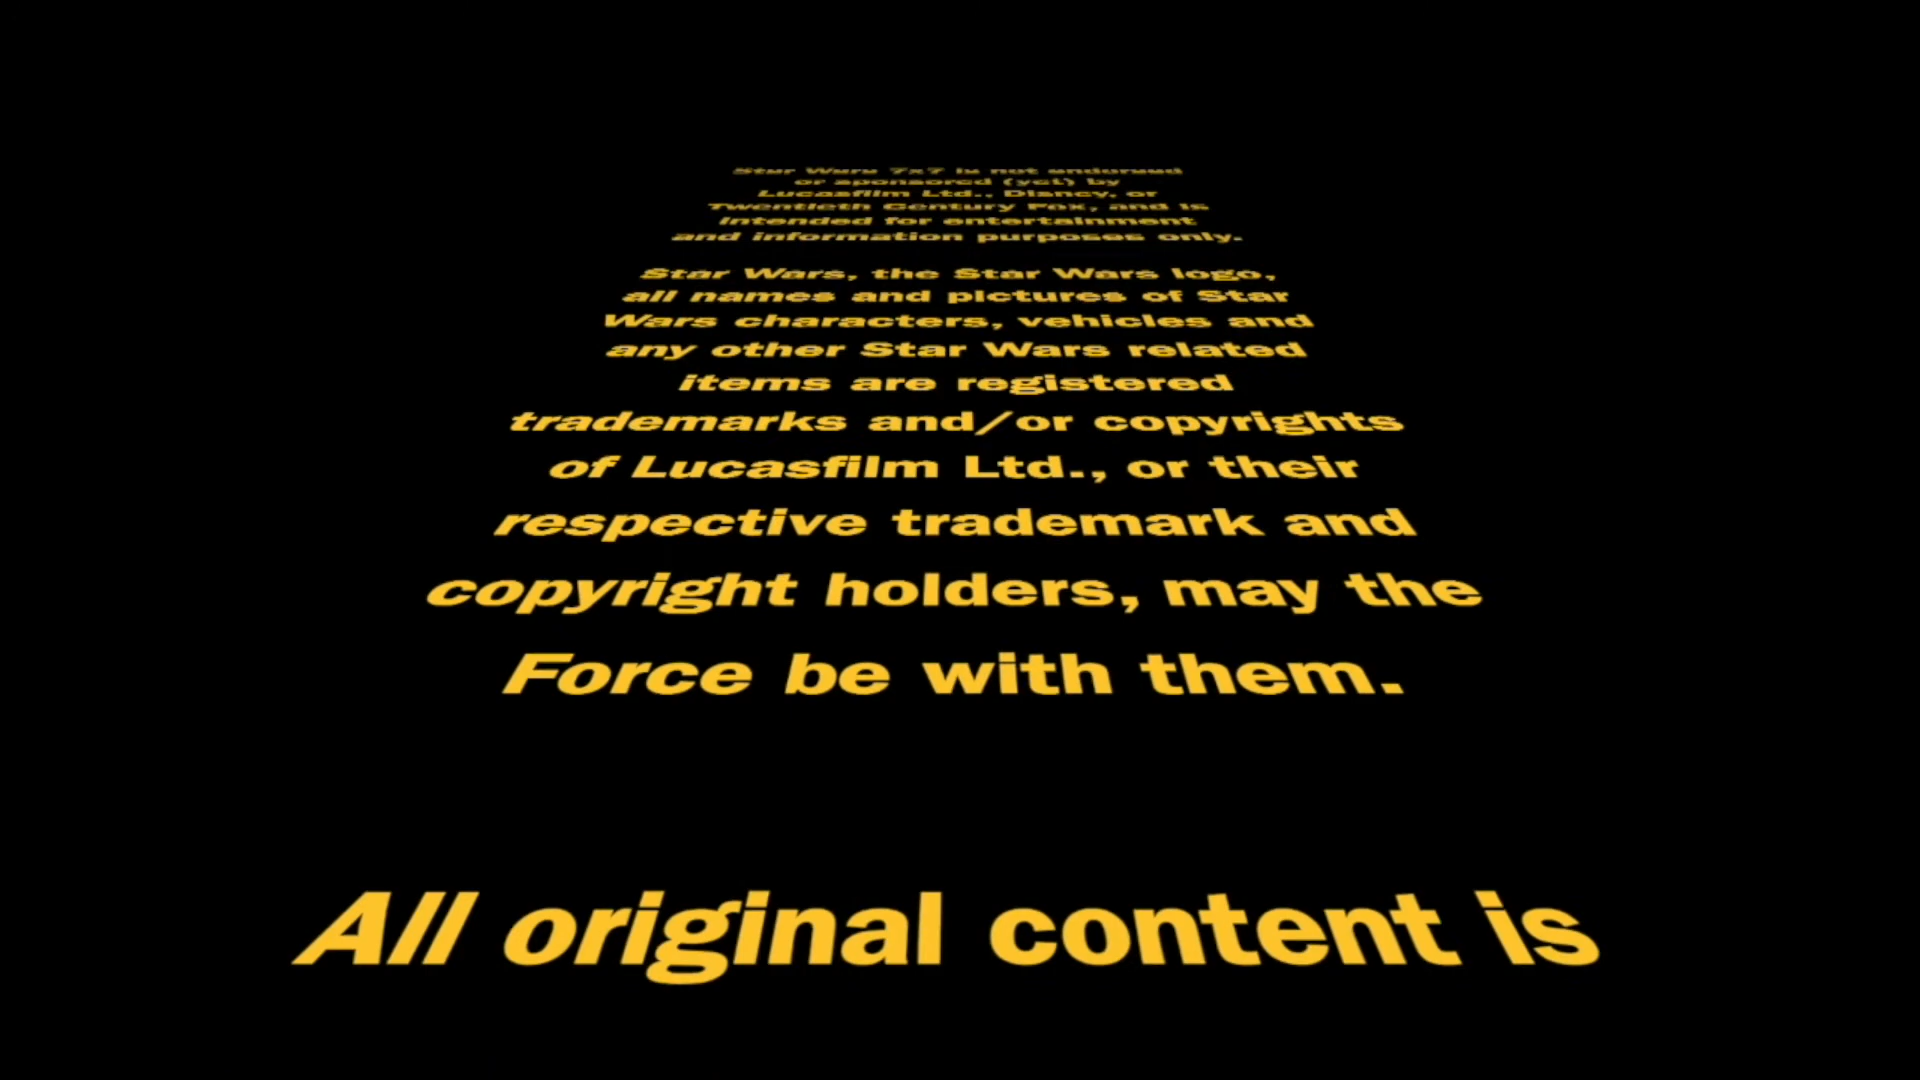 Star Wars 7x7 is not endorsed
or sponsored (yet) by
Lucasfilm Ltd., Disney, or
Twentieth Century Fox, and is
intended for entertainment
and information purposes only.
Star Wars, the Star Wars logo,
all names and pictures of Star
Wars characters, vehicles and
any other Star Wars related
items are registered
trademarks and/or copyrights
of Lucasfilm Ltd., or their
respective trademark and
copyright holders, may the
Force be with them.
All original content is